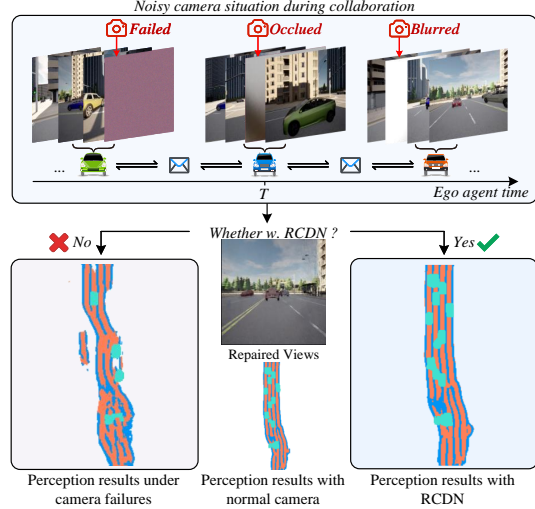 Noisy camera situation during collaboration
Failed
Occlued
Blurred
...
...
T
Ego agent time
No
Whether w. RCDN ?
Yes
Repaired Views
Perception results under
camera failures
Perception results with
normal camera
Perception results with
RCDN